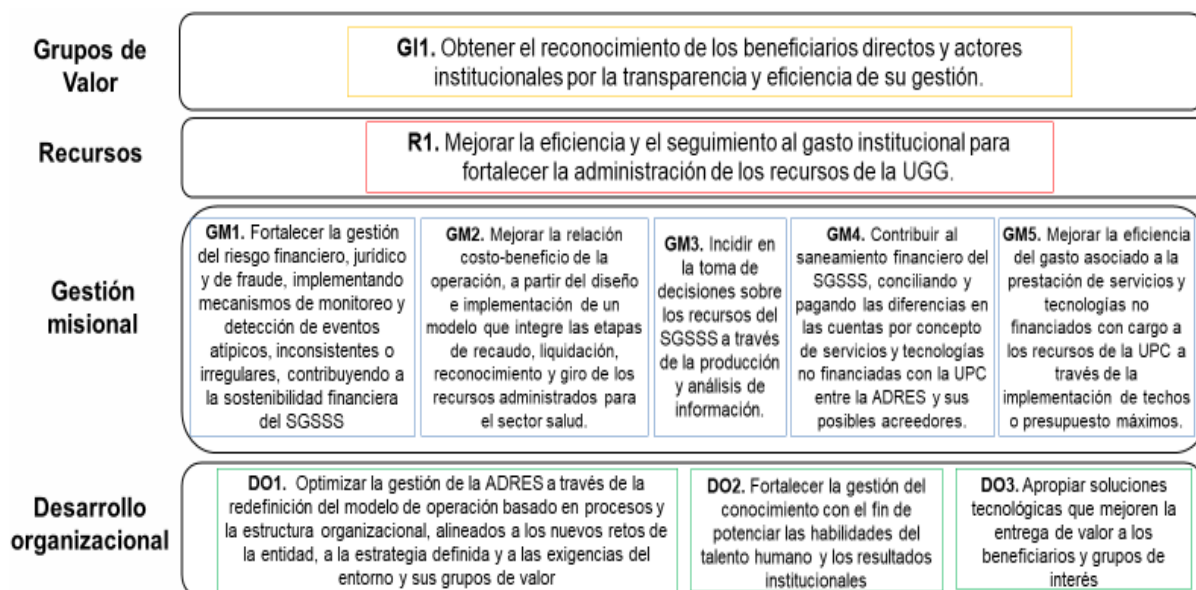 Grupos de
Valor
GI1. Obtener el reconocimiento de los beneficiarios directos y actores
institucionales por la transparencia y eficiencia de su gestión.
Recursos
R1. Mejorar la eficiencia y el seguimiento al gasto institucional para
fortalecer la administración de los recursos de la UGG.
Gestión
misional
GM1. Fortalecer la gestión
del riesgo financiero, jurídico
y de fraude, implementando
mecanismos de monitoreo y
detección de eventos
atípicos, inconsistentes o
irregulares, contribuyendo a
la sostenibilidad financiera
del SGSSS
GM2. Mejorar la relación
costo-beneficio de la
operación, a partir del diseño
e implementación de un
modelo que integre las etapas
de recaudo, liquidación,
reconocimiento y giro de los
recursos administrados para
el sector salud.
GM3. Incidir en
la toma de
decisiones sobre
los recursos del
SGSSS a través
de la producción
y análisis de
información.
GM4. Contribuir al
saneamiento financiero del
SGSSS, conciliando y
pagando las diferencias en
las cuentas por concepto
de servicios y tecnologías
no financiadas con la UPC
entre la ADRES y sus
posibles acreedores.
GM5. Mejorar la eficiencia
del gasto asociado a la
prestación de servicios y
tecnologías no
financiados con cargo a
los recursos de la UPC a
través de la
implementación de techos
o presupuesto máximos.
Desarrollo
organizacional
DO1. Optimizar la gestión de la ADRES a través de la
redefinición del modelo de operación basado en procesos y
la estructura organizacional, alineados a los nuevos retos de
la entidad, a la estrategia definida y a las exigencias del
entorno y sus grupos de valor
DO2. Fortalecer la gestión del
conocimiento con el fin de
potenciar las habilidades del
talento humano y los resultados
institucionales
DO3. Apropiar soluciones
tecnológicas que mejoren la
entrega de valor a los
beneficiarios y grupos de
interés